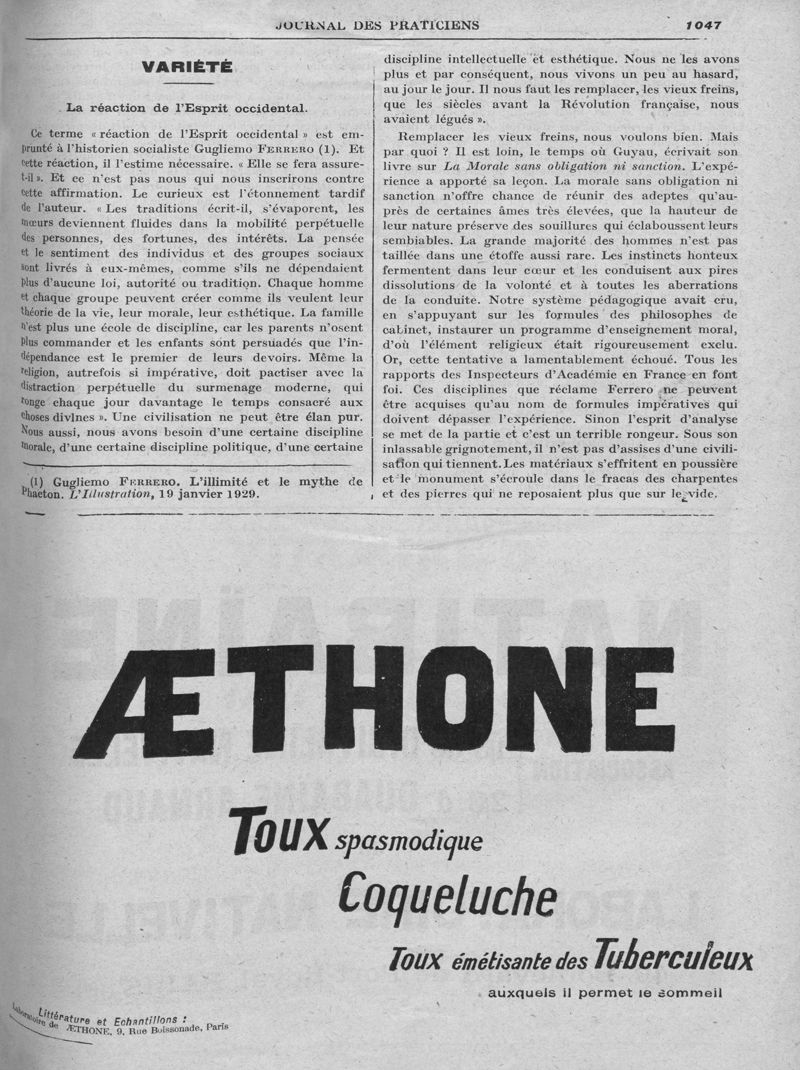 JOURNAL DES PRATICIENS 1047
VARIÉTÉ
La réaction de l'Esprit occidental.
Ce terme « réaction de l'Esprit occidental » est em-
prunté à l'historien socialiste Gugliemo FERRERO (1). Et
cette réaction, il l'estime nécessaire. « Elle se fera assure-
t-il ». Et ce n'est pas nous qui nous inscrirons contre
cette affirmation. Le curieux est l'étonnement tardif
de l'auteur. « Les traditions écrit-il, s'évaporent, les
mœurs deviennent fluides dans la mobilité perpétuelle
des personnes, des fortunes, des intérêts. La pensée
et le sentiment des individus et des groupes sociaux
sont livrés à eux-mêmes, comme s'ils ne dépendaient
plus d'aucune loi, autorité ou tradition. Chaque homme
et chaque groupe peuvent créer comme ils veulent leur
théorie de la vie, leur morale, leur esthétique. La famille
n'est plus une école de discipline, car les parents n'osent
plus commander et les enfants sont persuadés que l'in-
dépendance est le premier de leurs devoirs. Même la
religion, autrefois si impérative, doit pactiser avec la
distraction perpétuelle du surmenage moderne, qui
ronge chaque jour davantage le temps consacré aux
choses divines ». Une civilisation ne peut être élan pur.
Nous aussi, nous avons besoin d'une certaine discipline
morale, d'une certaine discipline politique, d'une certaine
(1) Gugliemo FERRERO. L'illimité et le mythe de
Phaeton. L'Illustration, 19 janvier 1929.
discipline intellectuelle et esthétique. Nous ne les avons
plus et par conséquent, nous vivons un peu au hasard,
au jour le jour. Il nous faut les remplacer, les vieux freins,
que les siècles avant la Révolution française, nous
avaient légués ».
Remplacer les vieux freins, nous voulons bien. Mais
par quoi ? Il est loin, le temps où Guyau, écrivait son
livre sur La Morale sans obligation ni sanction. L'expé-
rience a apporté sa leçon. La morale sans obligation ni
sanction n'offre chance de réunir des adeptes qu'au-
près de certaines âmes très élevées, que la hauteur de
leur nature préserve des souillures qui éclaboussent leurs
semblables. La grande majorité des hommes n'est pas
taillée dans une étoffe aussi rare. Les instincts honteux
fermentent dans leur cœur et les conduisent aux pires
dissolutions de la volonté et à toutes les aberrations
de la conduite. Notre système pédagogique avait cru,
en s'appuyant sur les formules des philosophes de
cabinet, instaurer un programme d'enseignement moral,
d'où l'élément religieux était rigoureusement exclu.
Or, cette tentative a lamentablement échoué. Tous les
rapports des Inspecteurs d'Académie en France en font
foi. Ces disciplines que réclame Ferrero ne peuvent
être acquises qu'au nom de formules impératives qui
doivent dépasser l'expérience. Sinon l'esprit d'analyse
se met de la partie et c'est un terrible rongeur. Sous son
inlassable grignotement, il n'est pas d'assises d'une civili-
sation qui tiennent. Les matériaux s'effritent en poussière
et le monument s'écroule dans le fracas des charpentes
et des pierres qui ne reposaient plus que sur le vide.
ÆTHONE
Toux spasmodique
Coqueluche
Toux émétisante des Tuberculeux
auxquels il permet le sommeil
Littérature et Echantillons :
Laboratoire de ÆTHONE, 9, Rue Boissonade, Paris